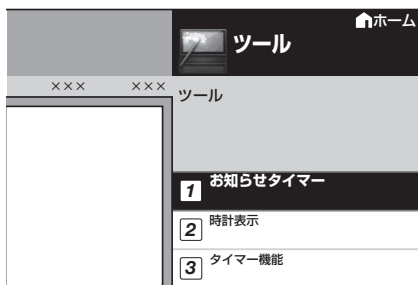 ホーム
ツール
××× ×××
ツール
1 お知らせタイマー
2 時計表示
3 タイマー機能